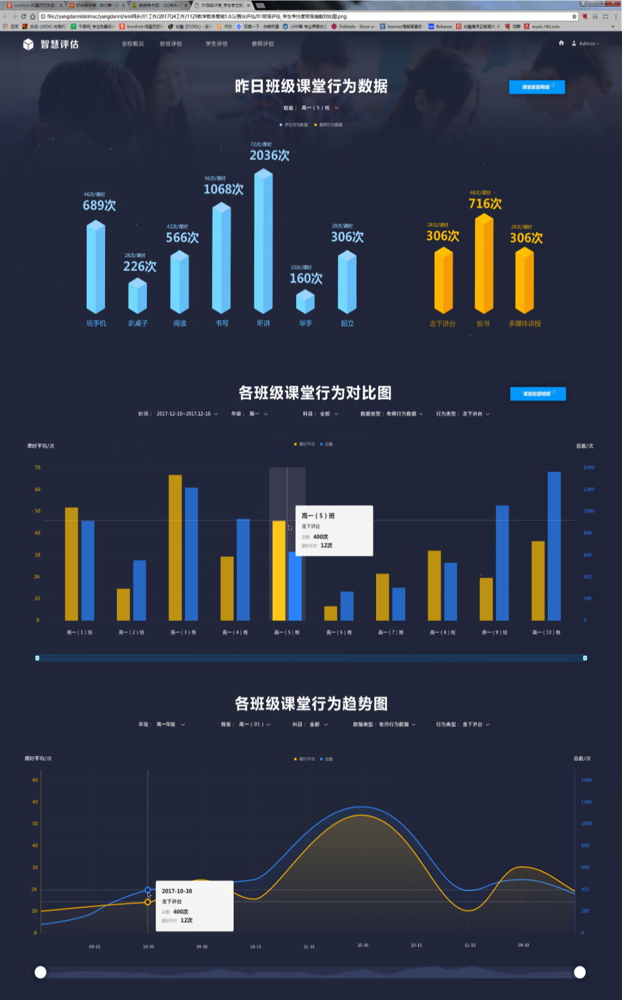 Iconfont-阿里巴巴矢量
虾米音乐榜 - 排行榜 - 虾
巅峰榜·热歌 - QQ音乐-
01班级评估_学生专注度
file://yangdannideimac/yangdanni/win同步/01工作/2017Q4工作/1129教学教务智能1.0.5/置灰评估/01班级评估_学生专注度班级指数对比图.png
应用 优设-UISDC: 优秀网 千图网_专注免费设计 Iconfont-阿里巴巴矢 站酷 (ZCOOL) - 设计 PSD 百度一下，你就知道 UI中国-专业界面交互 Dribbble - Show an banner/海报背景库 Behance 站酷海洛正版图片, 花瓣 music.163.com
智慧评估 全校概况 班级评估 学生评估 教师评估 Admin
昨日班级课堂行为数据
课堂数据明细
班级： 高一 ( 5 ) 班
学生行为数据 老师行为数据
72次/课时
2036次
56次/课时
1068次
46次/课时
689次
48次/课时
716次
42次/课时
566次
28次/课时
306次
28次/课时
306次
28次/课时
306次
28次/课时
226次
10次/课时
160次
玩手机 趴桌子 阅读 书写 听讲 举手 起立 走下讲台 板书 多媒体讲授
各班级课堂行为对比图
课堂数据明细
时间： 2017-12-10~2017.12-16 年级： 高一 科目： 全部 数据类型： 老师行为数据 行为类型： 走下讲台
课时平均/次 课时平均 总数 总数/次
70 1400
60 1200
50 1000
40 800
30 600
20 400
10 200
0 0
高一 ( 5 ) 班
走下讲台
总数 400次
课时平均 12次
高一 ( 1 ) 班 高一 ( 2 ) 班 高一 ( 3 ) 班 高一 ( 4 ) 班 高一 ( 5 ) 班 高一 ( 6 ) 班 高一 ( 7 ) 班 高一 ( 8 ) 班 高一 ( 9 ) 班 高一 ( 10 ) 班
各班级课堂行为趋势图
年级： 高一年级 班级： 高一 ( 01 ) 科目： 全部 数据类型： 老师行为数据 行为类型： 走下讲台
课时平均/次 课时平均 总数 总数/次
40 1400
40 1200
50 1000
40 800
30 600
20 400
10 200
0 0
2017-10-30
走下讲台
总数 400次
课时平均 12次
09-15 10-30 09-30 10-15 11-15 10-30 10-15 11-15 09-30